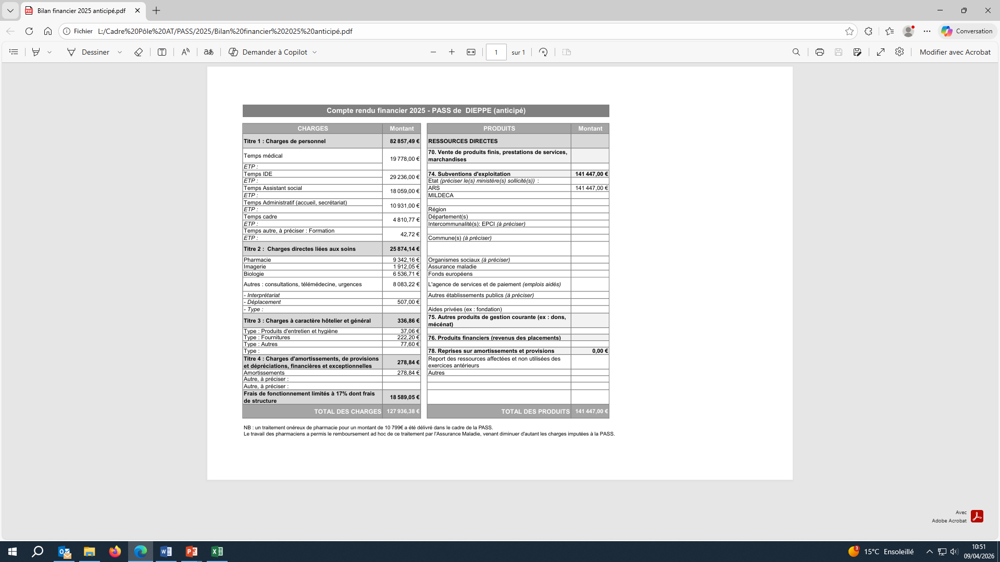 Bilan financier 2025 anticipé.pdf
Fichier L:/Cadre%20Pôle%20AT/PASS/2025/Bilan%20financier%202025%20anticipé.pdf
Conversation
Dessiner
Demander à Copilot
1 sur 1
Modifier avec Acrobat
Compte rendu financier 2025 - PASS de DIEPPE (anticipé)
CHARGES Montant
Titre 1 : Charges de personnel 82 857,49 €
Temps médical 19 778,00 €
ETP :
Temps IDE 29 236,00 €
ETP :
Temps Assistant social 18 059,00 €
ETP :
Temps Administratif (accueil, secrétariat) 10 931,00 €
ETP :
Temps cadre 4 810,77 €
ETP :
Temps autre, à préciser : Formation 42,72 €
ETP :
Titre 2 : Charges directes liées aux soins 25 874,14 €
Pharmacie 9 342,16 €
Imagerie 1 912,05 €
Biologie 6 536,71 €
Autres : consultations, télémédecine, urgences 8 083,22 €
- Interprétariat
- Déplacement 507,00 €
- Type :
Titre 3 : Charges à caractère hôtelier et général 336,86 €
Type : Produits d'entretien et hygiène 37,06 €
Type : Fournitures 222,20 €
Type : Autres 77,60 €
Type :
Titre 4 : Charges d'amortissements, de provisions
et dépréciations, financières et exceptionnelles 278,84 €
Amortissements 278,84 €
Autre, à préciser :
Autre, à préciser :
Frais de fonctionnement limités à 17% dont frais
de structure 18 589,05 €
TOTAL DES CHARGES 127 936,38 €
PRODUITS Montant
RESSOURCES DIRECTES
70. Vente de produits finis, prestations de services,
marchandises
74. Subventions d'exploitation 141 447,00 €
Etat (préciser le(s) ministère(s) sollicité(s)) :
ARS 141 447,00 €
MILDECA
Région
Département(s)
Intercommunalité(s): EPCI (à préciser)
Commune(s) (à préciser)
Organismes sociaux (à préciser)
Assurance maladie
Fonds européens
L'agence de services et de paiement (emplois aidés)
Autres établissements publics (à préciser)
Aides privées (ex : fondation)
75. Autres produits de gestion courante (ex : dons,
mécénat)
76. Produits financiers (revenus des placements)
78. Reprises sur amortissements et provisions 0,00 €
Report des ressources affectées et non utilisées des
exercices antérieurs
Autres
TOTAL DES PRODUITS 141 447,00 €
NB : un traitement onéreux de pharmacie pour un montant de 10 799€ a été délivré dans le cadre de la PASS.
Le travail des pharmaciens a permis le remboursement ad hoc de ce traitement par l'Assurance Maladie, venant diminuer d'autant les charges imputées à la PASS.
Avec
Adobe Acrobat
3 15°C Ensoleillé
10:51
09/04/2026